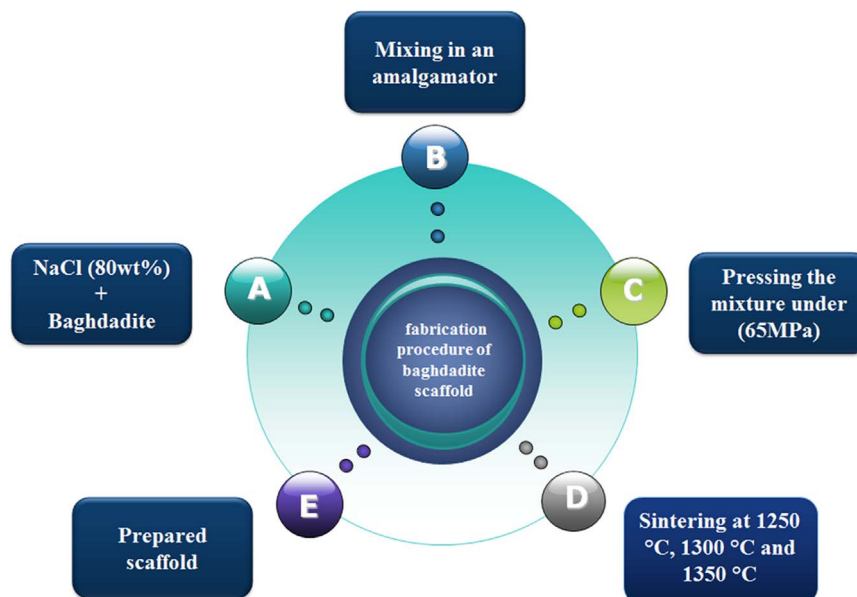 Mixing in an
amalgamator
B
NaCl (80wt%)
+
Baghdadite
A
C
Pressing the
mixture under
(65MPa)
fabrication
procedure of
baghdadite
scaffold
E
D
Prepared
scaffold
Sintering at 1250
°C, 1300 °C and
1350 °C